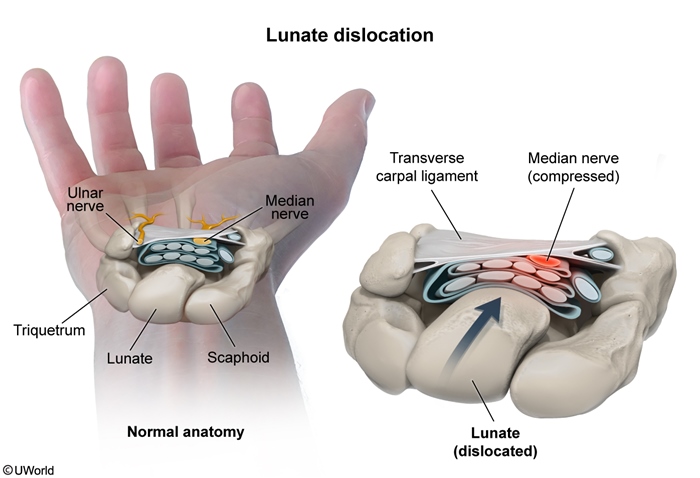 Lunate dislocation
Ulnar
nerve
Median
nerve
Triquetrum
Lunate
Scaphoid
Normal anatomy
Transverse
carpal ligament
Median nerve
(compressed)
Lunate
(dislocated)
©UWorld